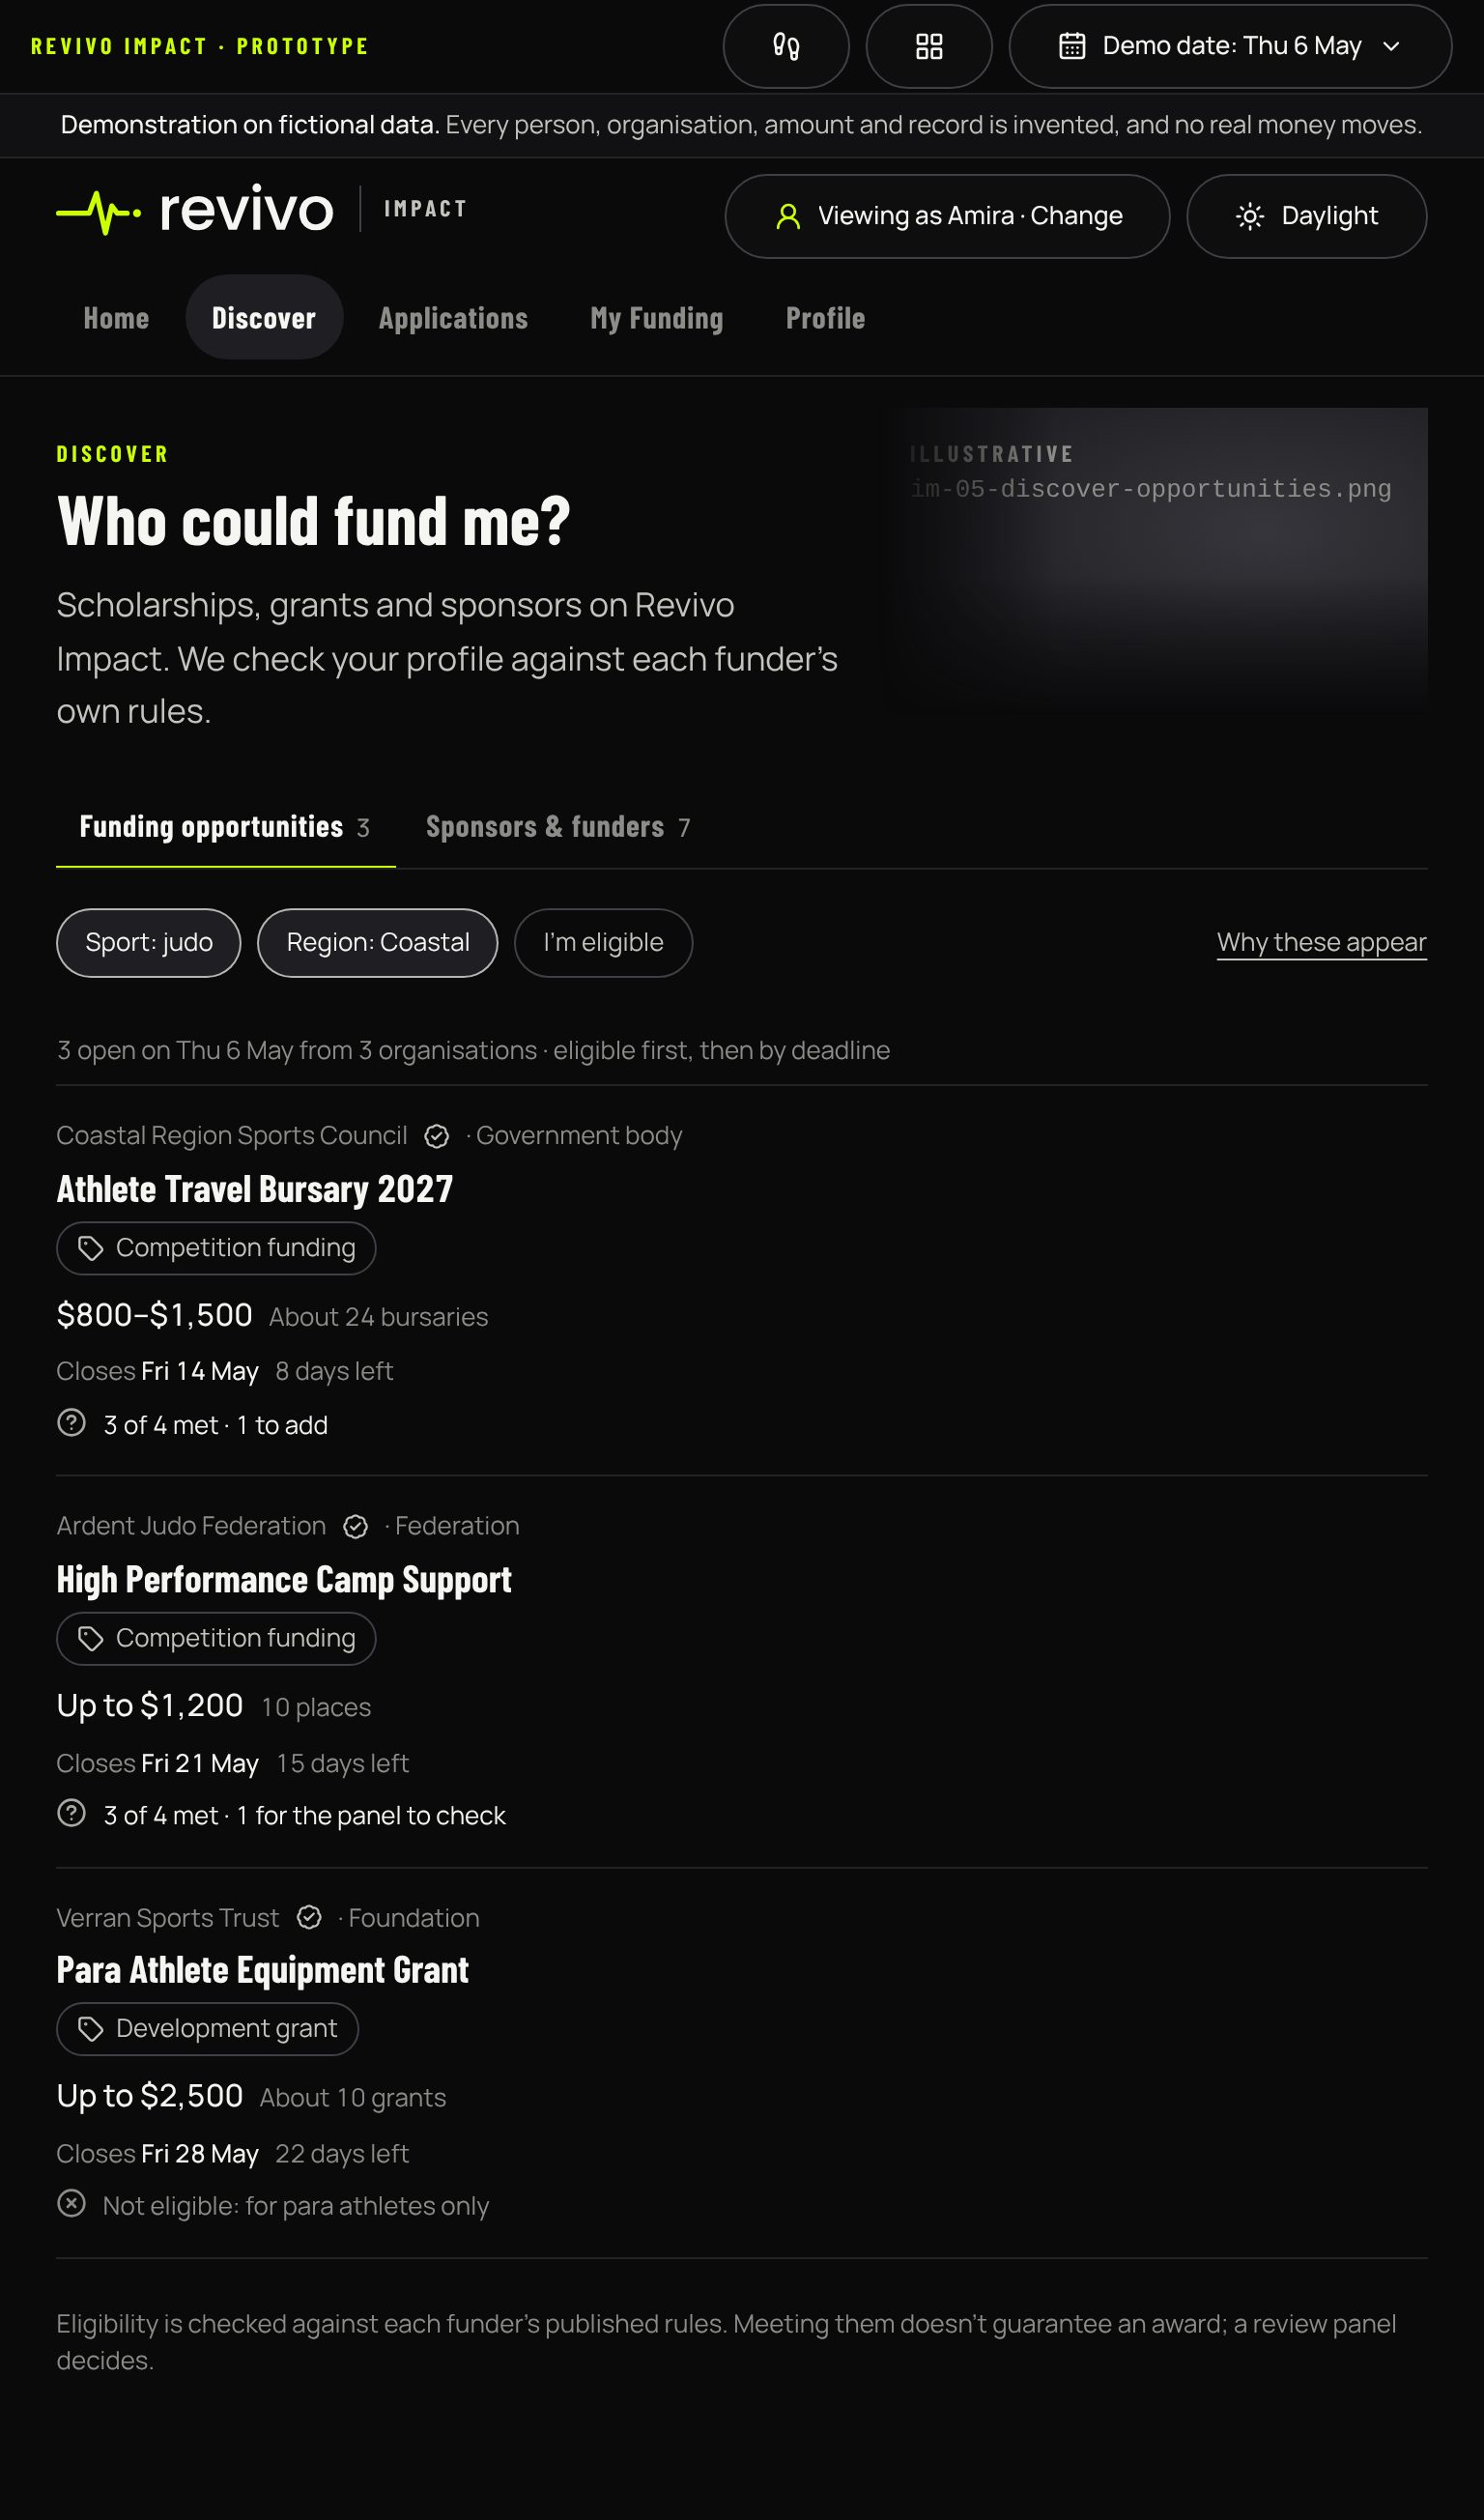 REVIVO IMPACT · PROTOTYPE
Demo date: Thu 6 May
Demonstration on fictional data. Every person, organisation, amount and record is invented, and no real money moves.
revivo IMPACT
Viewing as Amira · Change
Daylight
Home
Discover
Applications
My Funding
Profile
DISCOVER
Who could fund me?
Scholarships, grants and sponsors on Revivo
Impact. We check your profile against each funder’s
own rules.
ILLUSTRATIVE
im-05-discover-opportunities.png
Funding opportunities 3
Sponsors & funders 7
Sport: judo
Region: Coastal
I’m eligible
Why these appear
3 open on Thu 6 May from 3 organisations · eligible first, then by deadline
Coastal Region Sports Council · Government body
Athlete Travel Bursary 2027
Competition funding
$800–$1,500 About 24 bursaries
Closes Fri 14 May 8 days left
3 of 4 met · 1 to add
Ardent Judo Federation · Federation
High Performance Camp Support
Competition funding
Up to $1,200 10 places
Closes Fri 21 May 15 days left
3 of 4 met · 1 for the panel to check
Verran Sports Trust · Foundation
Para Athlete Equipment Grant
Development grant
Up to $2,500 About 10 grants
Closes Fri 28 May 22 days left
Not eligible: for para athletes only
Eligibility is checked against each funder’s published rules. Meeting them doesn’t guarantee an award; a review panel
decides.